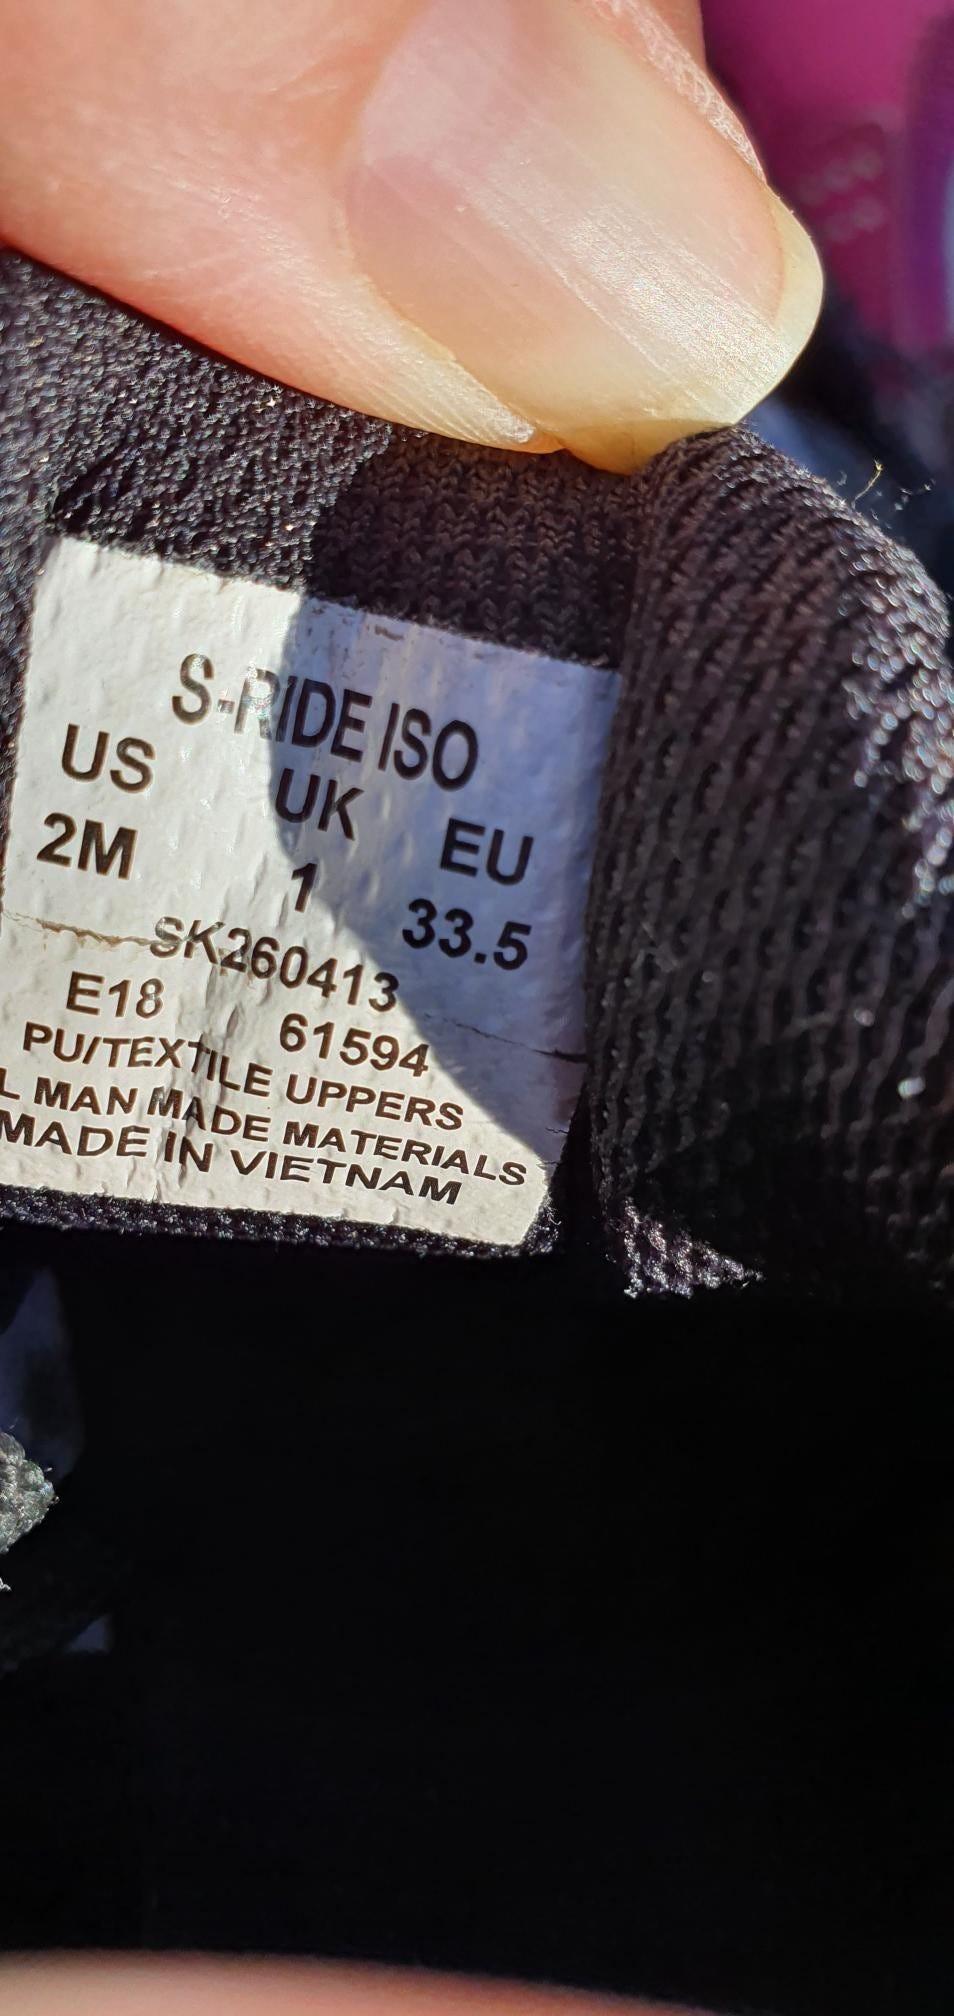 S-RIDE ISO
US UK EU
2M 1 33.5
SK260413
E18 61594
PU/TEXTILE UPPERS
L MAN MADE MATERIALS
MADE IN VIETNAM